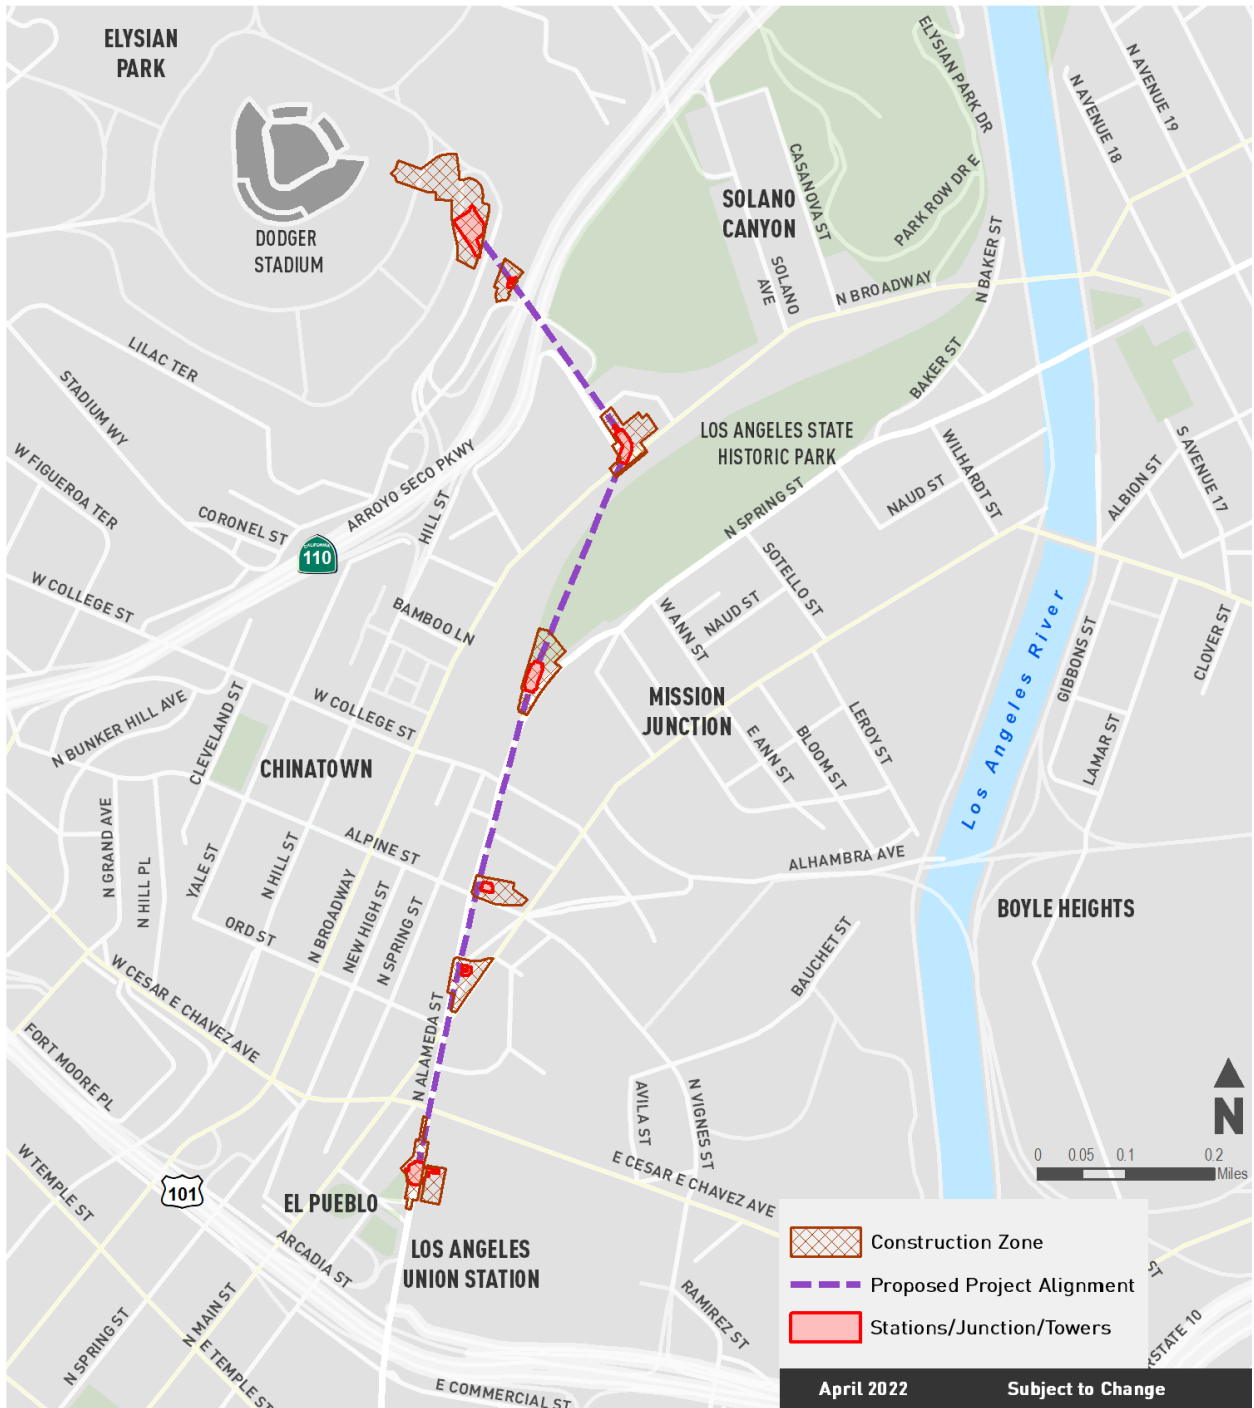 ELYSIAN
PARK
DODGER
STADIUM
ELYSIAN PARK DR
N AVENUE 19
N AVENUE 18
CASANOVA ST
SOLANO
CANYON
PARK ROW DR E
SOLANO
AVE
N BROADWAY
N BAKER ST
LILAC TER
STADIUM WY
BAKER ST
W FIGUEROA TER
LOS ANGELES STATE
HISTORIC PARK
WILHARDT ST
S AVENUE 17
ALBION ST
ARROYO SECO PKWY
HILL ST
NAUD ST
N SPRING ST
CORONEL ST
CALIFORNIA
110
SOTELLO ST
W COLLEGE ST
BAMBOO LN
W ANN ST
NAUD ST
Los Angeles River
GIBBONS ST
CLOVER ST
N BUNKER HILL AVE
CLEVELAND ST
W COLLEGE ST
MISSION
JUNCTION
LEROY ST
E ANN ST
BLOOM ST
LAMAR ST
CHINATOWN
N GRAND AVE
N HILL PL
YALE ST
N HILL ST
ALPINE ST
ALHAMBRA AVE
N BROADWAY
NEW HIGH ST
N SPRING ST
ORD ST
BOYLE HEIGHTS
BAUCHET ST
W CESAR E CHAVEZ AVE
N ALAMEDA ST
FORT MOORE PL
AVILA ST
N VIGNES ST
N
0 0.05 0.1 0.2
Miles
W TEMPLE ST
101
EL PUEBLO
E CESAR E CHAVEZ AVE
ARCADIA ST
LOS ANGELES
UNION STATION
N MAIN ST
N SPRING ST
E TEMPLE ST
RAMIREZ ST
E COMMERCIAL ST
Construction Zone
Proposed Project Alignment
Stations/Junction/Towers
ST
RSTATE 10
April 2022 Subject to Change